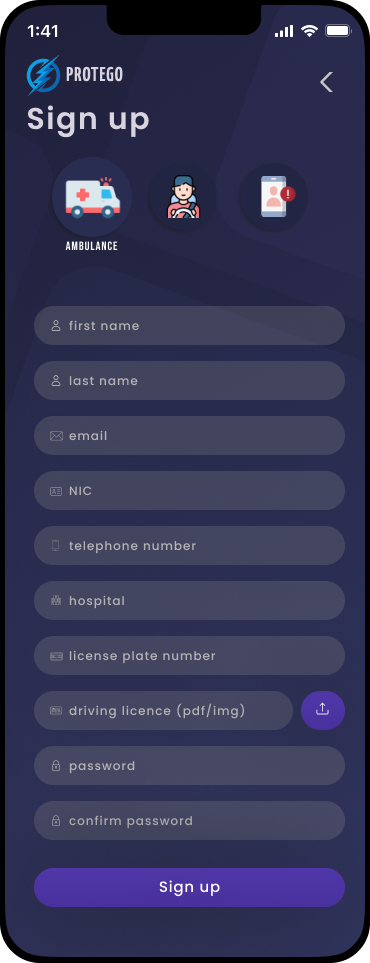 1:41
PROTEGO
Sign up
AMBULANCE
first name
last name
email
NIC
telephone number
hospital
license plate number
driving licence (pdf/img)
password
confirm password
Sign up